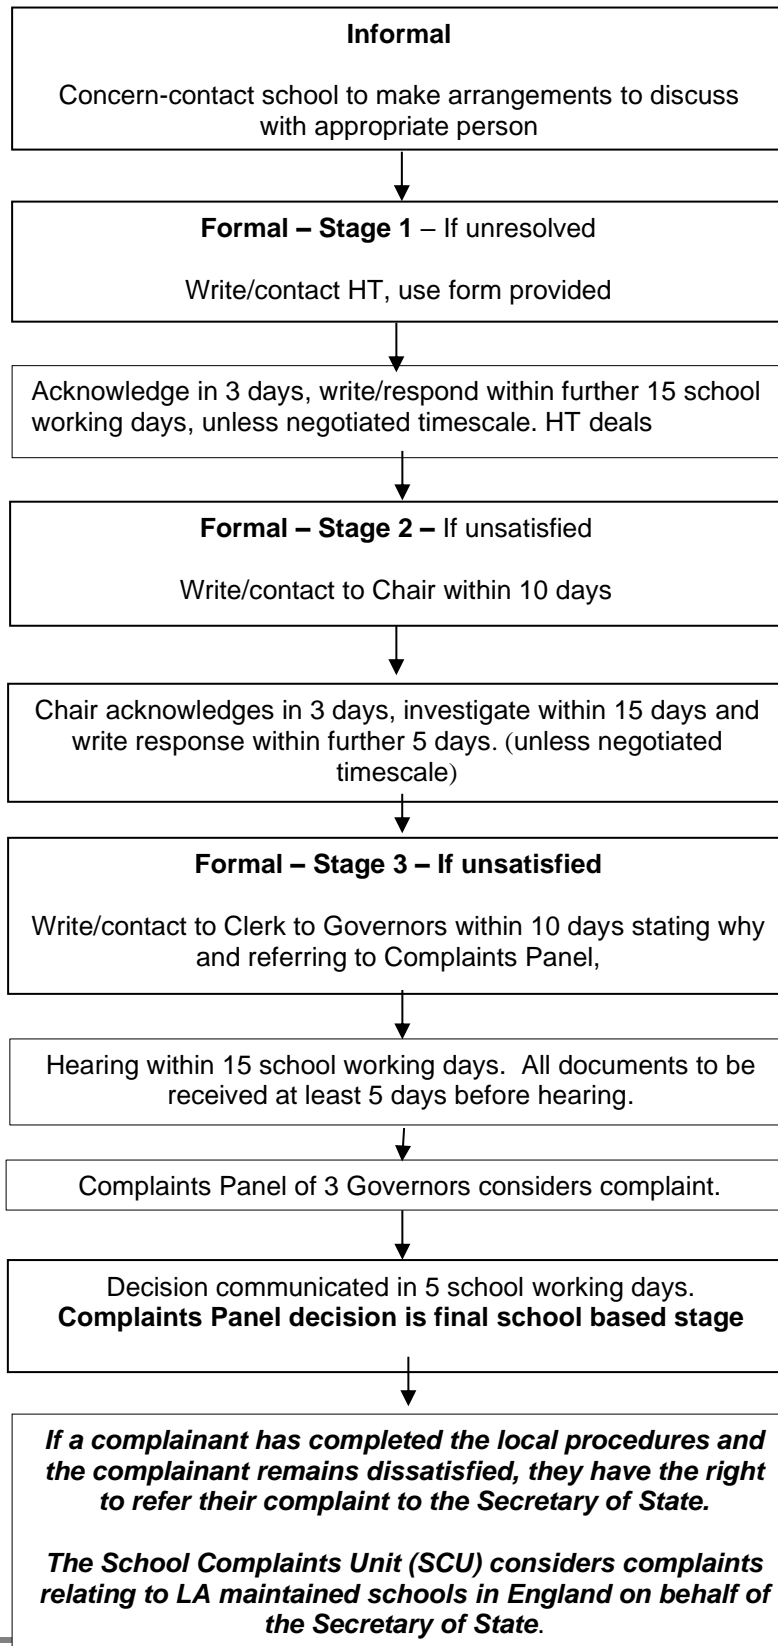 Informal
Concern-contact school to make arrangements to discuss
with appropriate person
Formal – Stage 1 – If unresolved
Write/contact HT, use form provided
Acknowledge in 3 days, write/respond within further 15 school
working days, unless negotiated timescale. HT deals
Formal – Stage 2 – If unsatisfied
Write/contact to Chair within 10 days
Chair acknowledges in 3 days, investigate within 15 days and
write response within further 5 days. (unless negotiated
timescale)
Formal – Stage 3 – If unsatisfied
Write/contact to Clerk to Governors within 10 days stating why
and referring to Complaints Panel,
Hearing within 15 school working days.  All documents to be
received at least 5 days before hearing.
Complaints Panel of 3 Governors considers complaint.
Decision communicated in 5 school working days.
Complaints Panel decision is final school based stage
If a complainant has completed the local procedures and
the complainant remains dissatisfied, they have the right
to refer their complaint to the Secretary of State.
The School Complaints Unit (SCU) considers complaints
relating to LA maintained schools in England on behalf of
the Secretary of State.